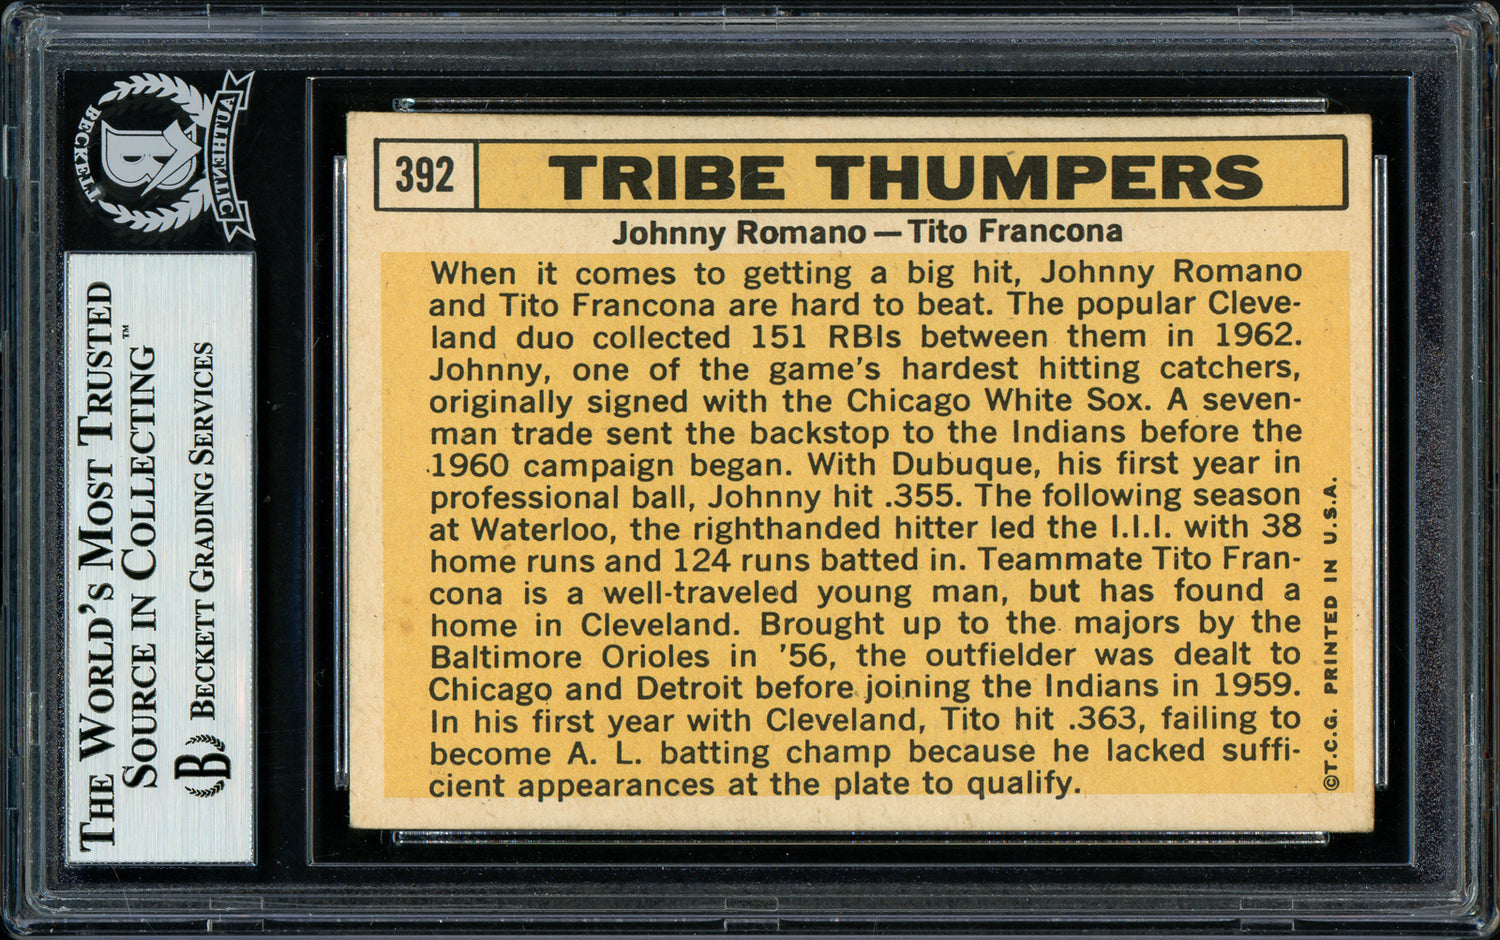 392
TRIBE THUMPERS
Johnny Romano — Tito Francona
When it comes to getting a big hit, Johnny Romano
and Tito Francona are hard to beat. The popular Cleve-
land duo collected 151 RBIs between them in 1962.
Johnny, one of the game's hardest hitting catchers,
originally signed with the Chicago White Sox. A seven-
man trade sent the backstop to the Indians before the
1960 campaign began. With Dubuque, his first year in
professional ball, Johnny hit .355. The following season
at Waterloo, the righthanded hitter led the I.I.I. with 38
home runs and 124 runs batted in. Teammate Tito Fran-
cona is a well-traveled young man, but has found a
home in Cleveland. Brought up to the majors by the
Baltimore Orioles in '56, the outfielder was dealt to
Chicago and Detroit before joining the Indians in 1959.
In his first year with Cleveland, Tito hit .363, failing to
become A. L. batting champ because he lacked suffi-
cient appearances at the plate to qualify.
©T.C.G. PRINTED IN U.S.A.
BECKETT
B
AUTHENTIC
THE WORLD'S MOST TRUSTED
SOURCE IN COLLECTING™
B BECKETT GRADING SERVICES